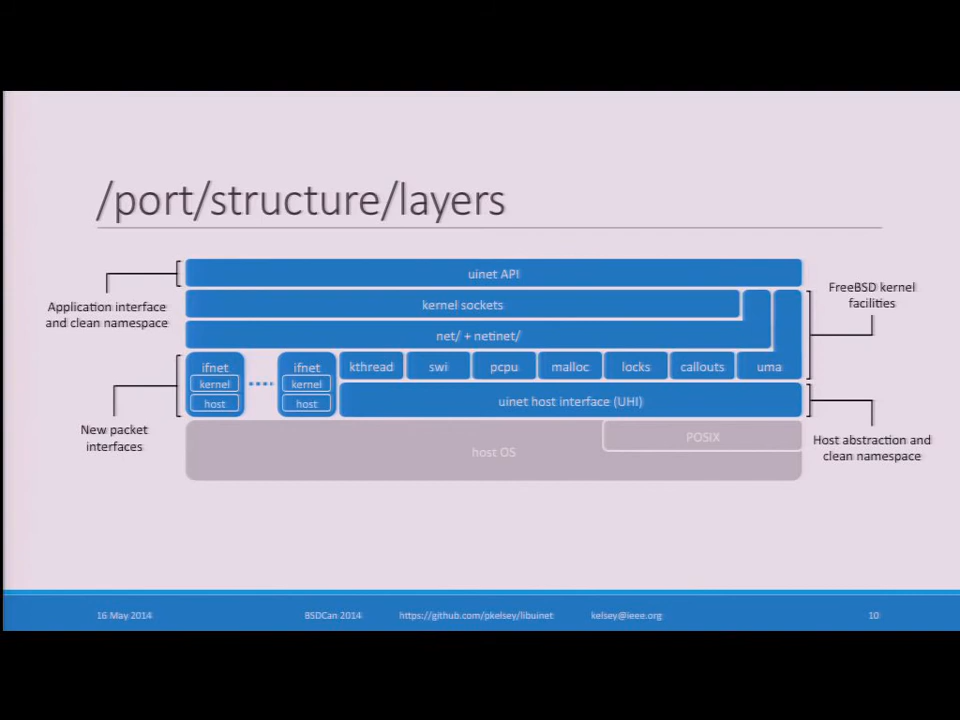 /port/structure/layers
uinet API
Application interface
and clean namespace
kernel sockets
FreeBSD kernel
facilities
net/ + netinet/
ifnet
kernel
host
ifnet
kernel
host
kthread
swi
pcpu
malloc
locks
callouts
uma
uinet host interface (UHI)
New packet
interfaces
host OS
POSIX
Host abstraction and
clean namespace
16 May 2014
BSDCan 2014
https://github.com/pkelsey/libuinet
kelsey@ieee.org
10